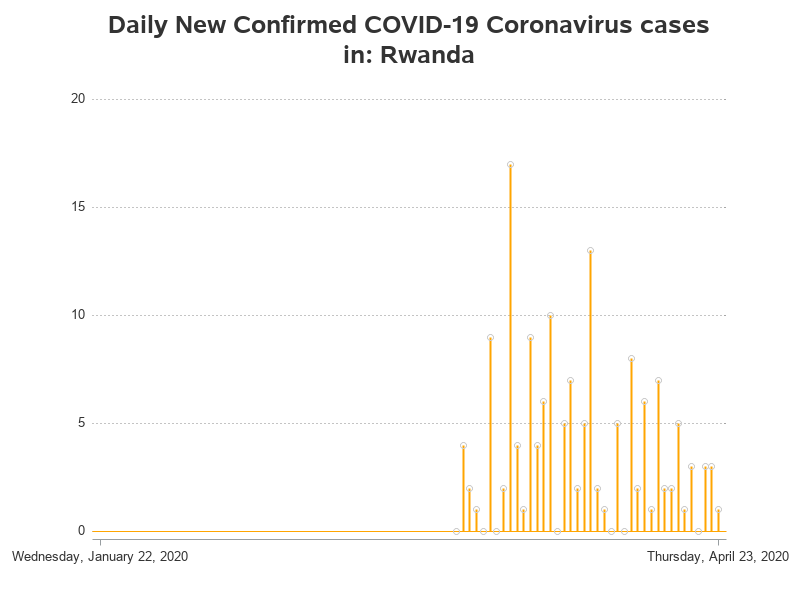 Daily New Confirmed COVID-19 Coronavirus cases
in: Rwanda
20
15
10
5
0
Wednesday, January 22, 2020
Thursday, April 23, 2020